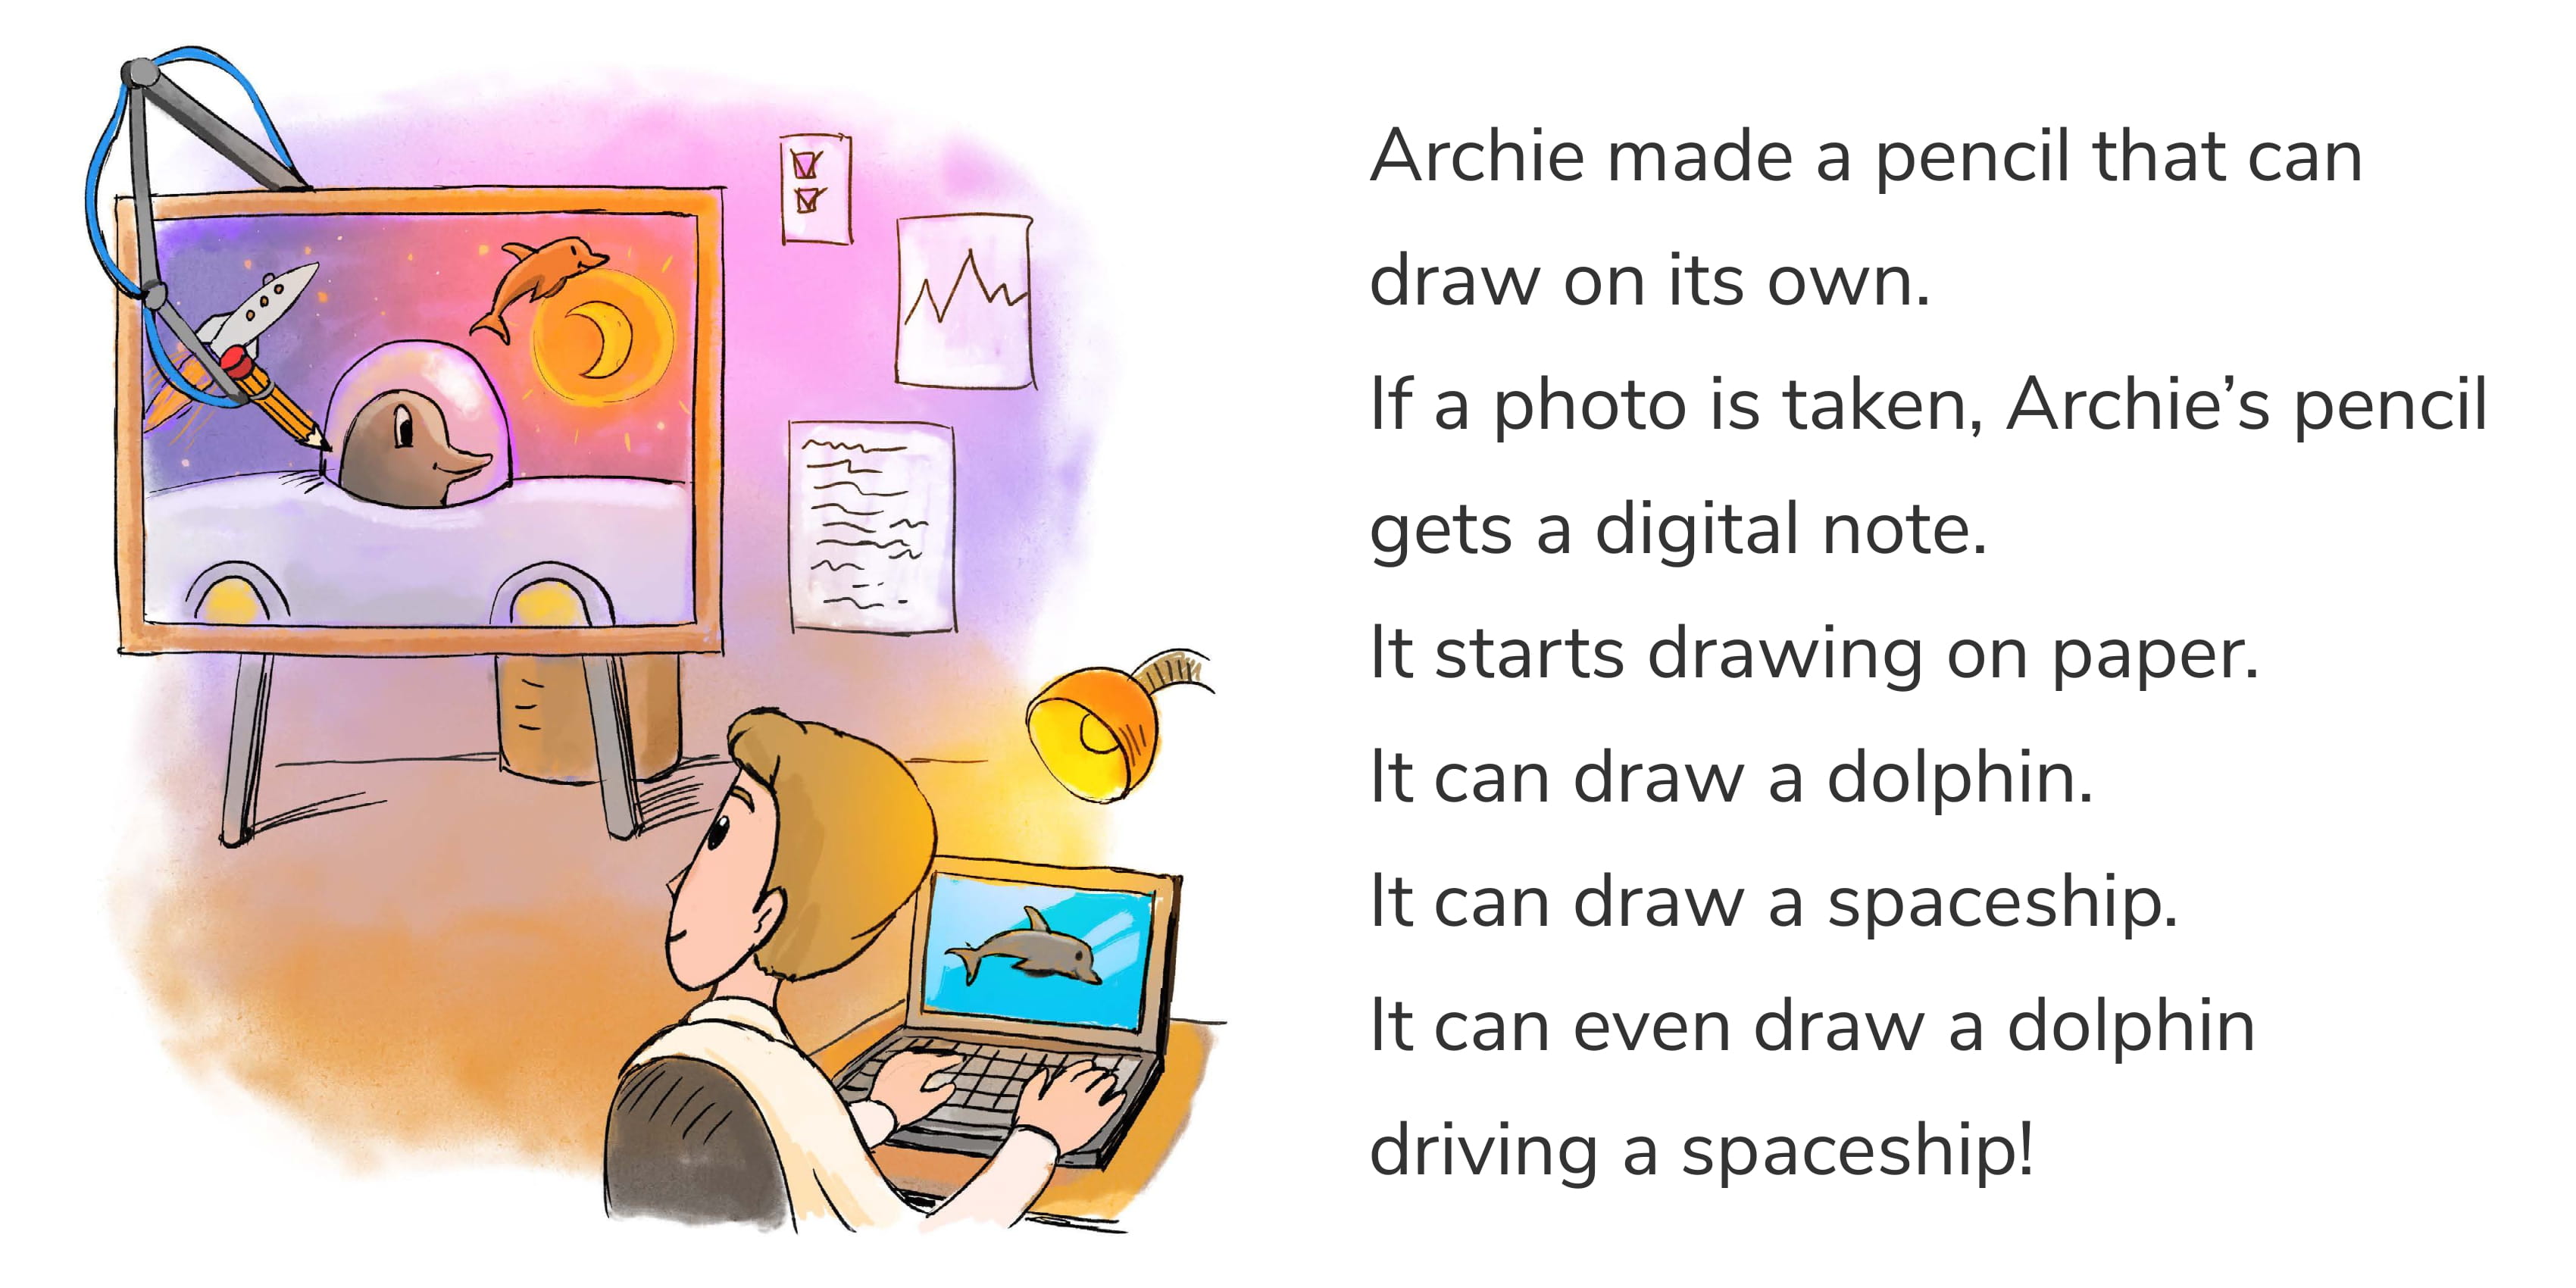 Archie made a pencil that can
draw on its own.
If a photo is taken, Archie’s pencil
gets a digital note.
It starts drawing on paper.
It can draw a dolphin.
It can draw a spaceship.
It can even draw a dolphin
driving a spaceship!